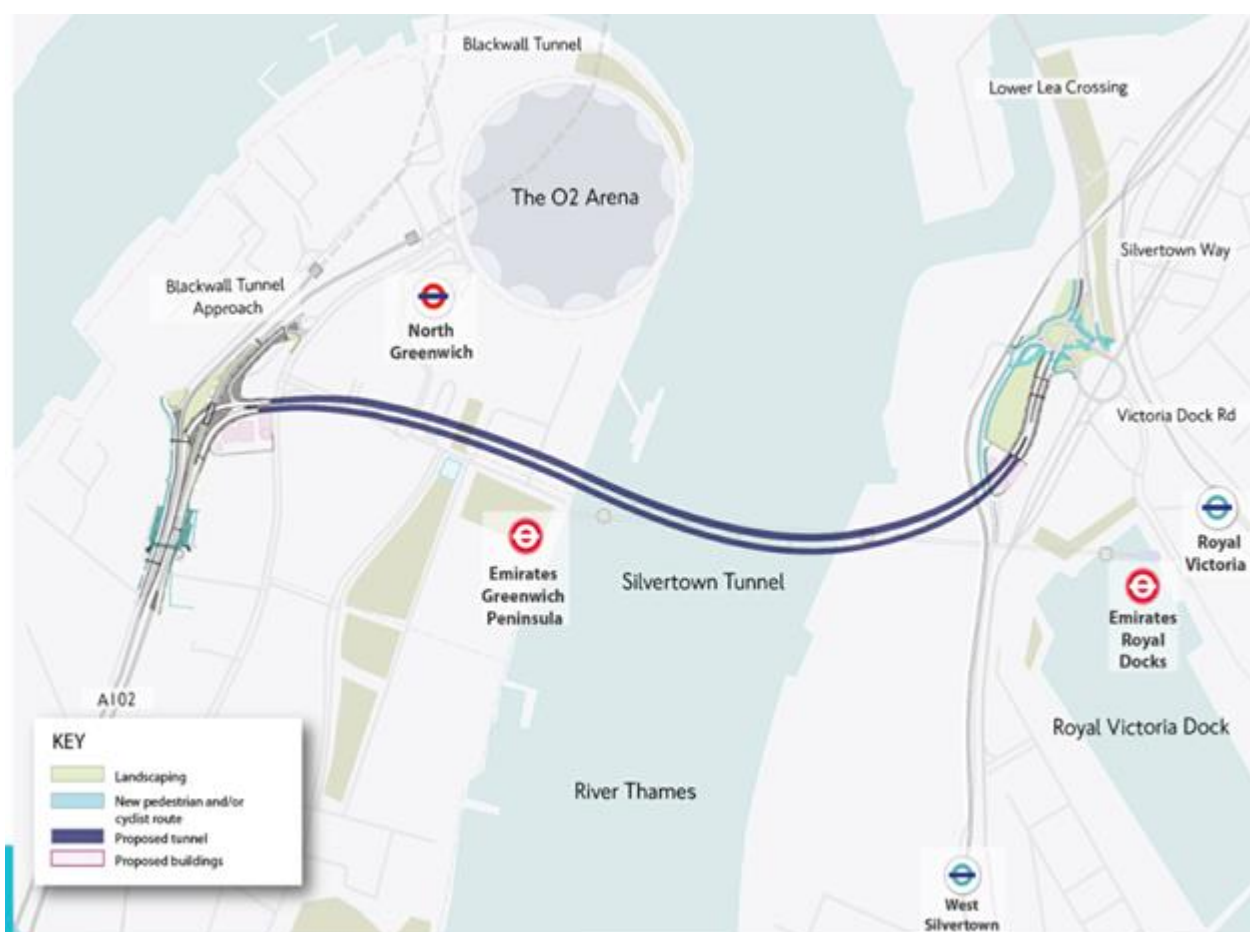 Blackwall Tunnel
Lower Lea Crossing
The O2 Arena
Silvertown Way
Blackwall Tunnel
Approach
North
Greenwich
Victoria Dock Rd
Royal
Victoria
Emirates
Greenwich
Peninsula
Silvertown Tunnel
Emirates
Royal
Docks
A102
Royal Victoria Dock
River Thames
KEY
Landscaping
New pedestrian and/or
cyclist route
Proposed tunnel
Proposed buildings
West
Silvertown